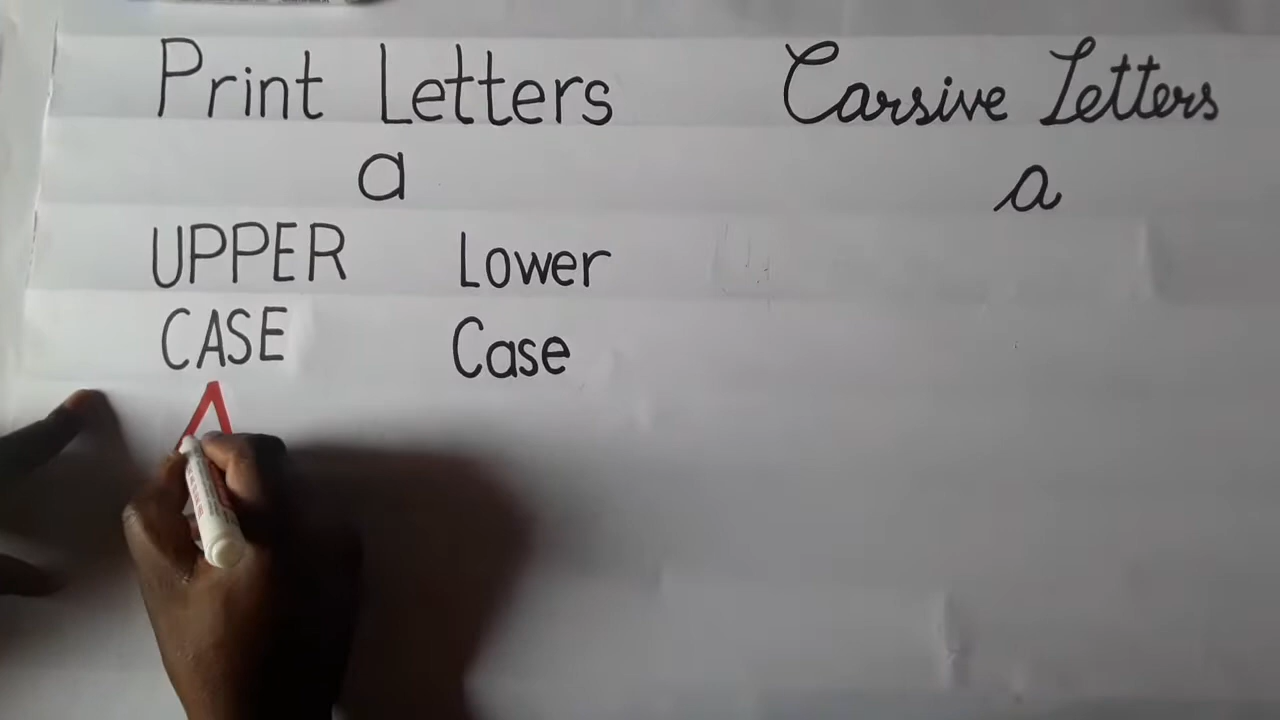 Print Letters
a
UPPER Lower
CASE Case
A
Carsive Letters
a